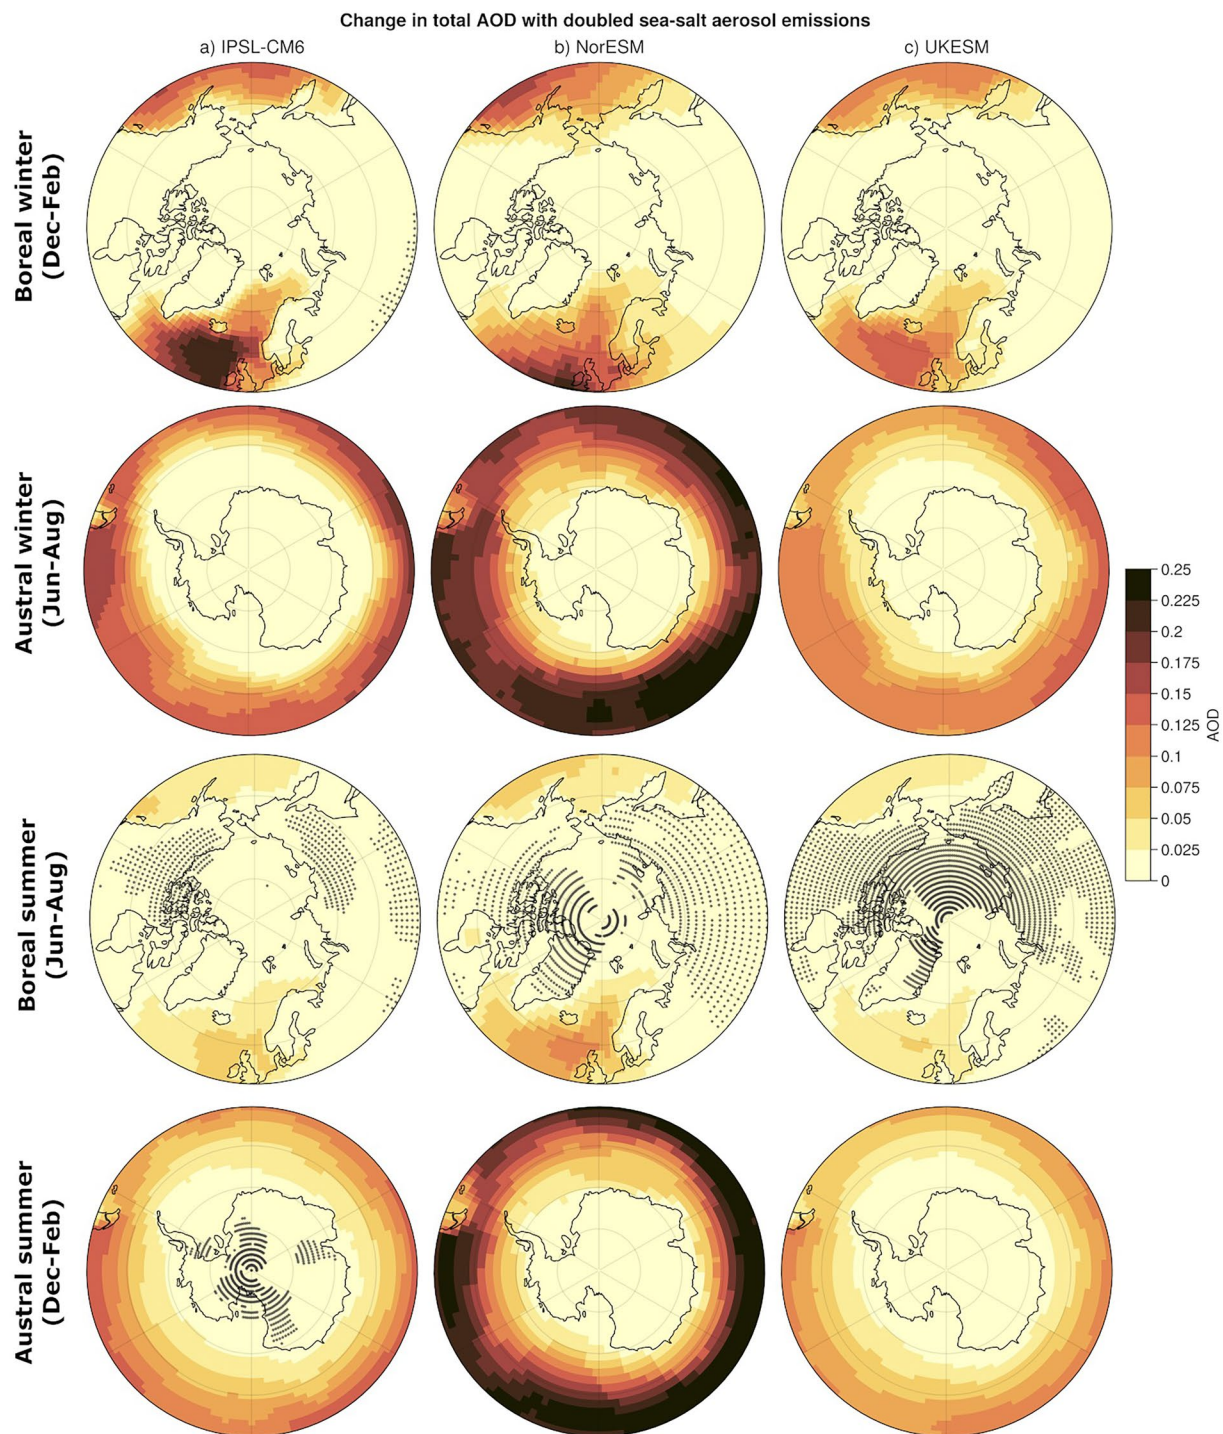 Change in total AOD with doubled sea-salt aerosol emissions
a) IPSL-CM6
b) NorESM
c) UKESM
Boreal winter
(Dec-Feb)
Austral winter
(Jun-Aug)
0.25
0.225
0.2
0.175
0.15
0.125
0.1
0.075
0.05
0.025
0
AOD
Boreal summer
(Jun-Aug)
Austral summer
(Dec-Feb)